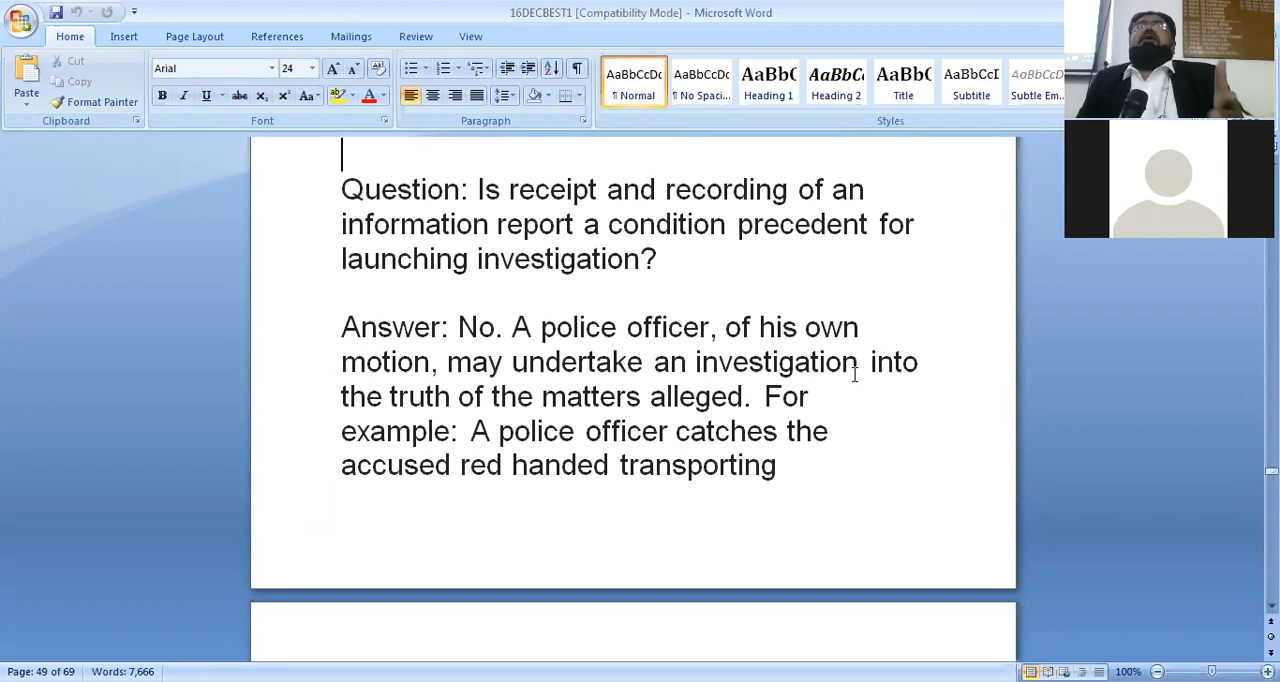 16DECBEST1 [Compatibility Mode] - Microsoft Word
Home Insert Page Layout References Mailings Review View
Paste
Cut
Copy
Format Painter
Clipboard
Arial 24
Font
Paragraph
AaBbCcDc AaBbCcDc AaBbC AaBbCc AaBb( AaBbCcI AaBbCcDc
¶ Normal ¶ No Spaci... Heading 1 Heading 2 Title Subtitle Subtle Em...
Styles
Question: Is receipt and recording of an
information report a condition precedent for
launching investigation?
Answer: No. A police officer, of his own
motion, may undertake an investigation into
the truth of the matters alleged. For
example: A police officer catches the
accused red handed transporting
Page: 49 of 69 Words: 7,666 100%